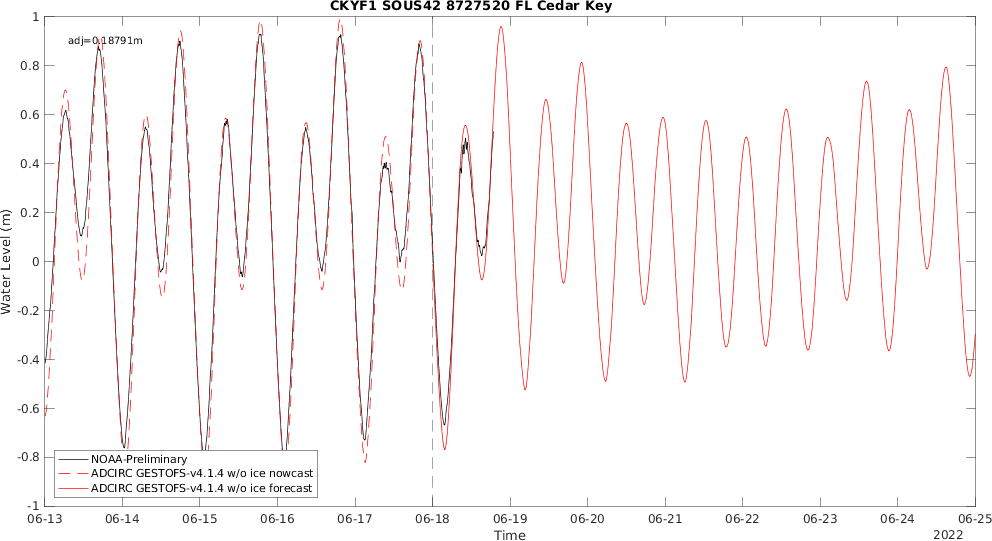 CKYF1 SOUS42 8727520 FL Cedar Key
adj=0.18791m
1
0.8
0.6
0.4
0.2
0
-0.2
-0.4
-0.6
-0.8
-1
Water Level (m)
NOAA-Preliminary
ADCIRC GESTOFS-v4.1.4 w/o ice nowcast
ADCIRC GESTOFS-v4.1.4 w/o ice forecast
06-13 06-14 06-15 06-16 06-17 06-18 06-19 06-20 06-21 06-22 06-23 06-24 06-25
Time
2022